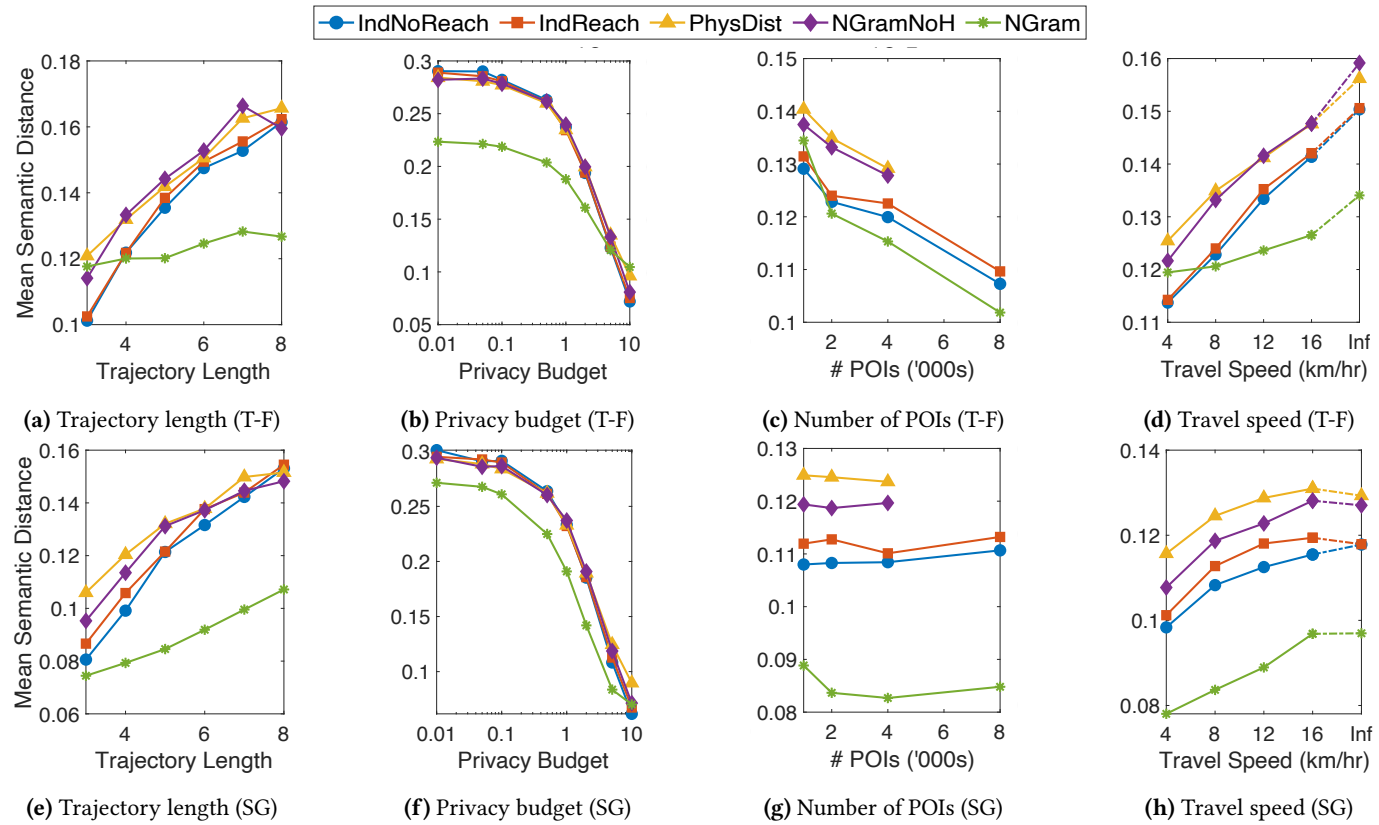 IndNoReach IndReach PhysDist NGramNoH NGram
Mean Semantic Distance
0.18
0.16
0.14
0.12
0.1
4 6 8
Trajectory Length
(a) Trajectory length (T-F)
0.3
0.25
0.2
0.15
0.1
0.05
0.01 0.1 1 10
Privacy Budget
(b) Privacy budget (T-F)
0.15
0.14
0.13
0.12
0.11
0.1
2 4 6 8
# POIs ('000s)
(c) Number of POIs (T-F)
0.16
0.15
0.14
0.13
0.12
0.11
4 8 12 16 Inf
Travel Speed (km/hr)
(d) Travel speed (T-F)
Mean Semantic Distance
0.16
0.14
0.12
0.1
0.08
0.06
4 6 8
Trajectory Length
(e) Trajectory length (SG)
0.3
0.25
0.2
0.15
0.1
0.01 0.1 1 10
Privacy Budget
(f) Privacy budget (SG)
0.13
0.12
0.11
0.1
0.09
0.08
2 4 6 8
# POIs ('000s)
(g) Number of POIs (SG)
0.14
0.12
0.1
0.08
4 8 12 16 Inf
Travel Speed (km/hr)
(h) Travel speed (SG)